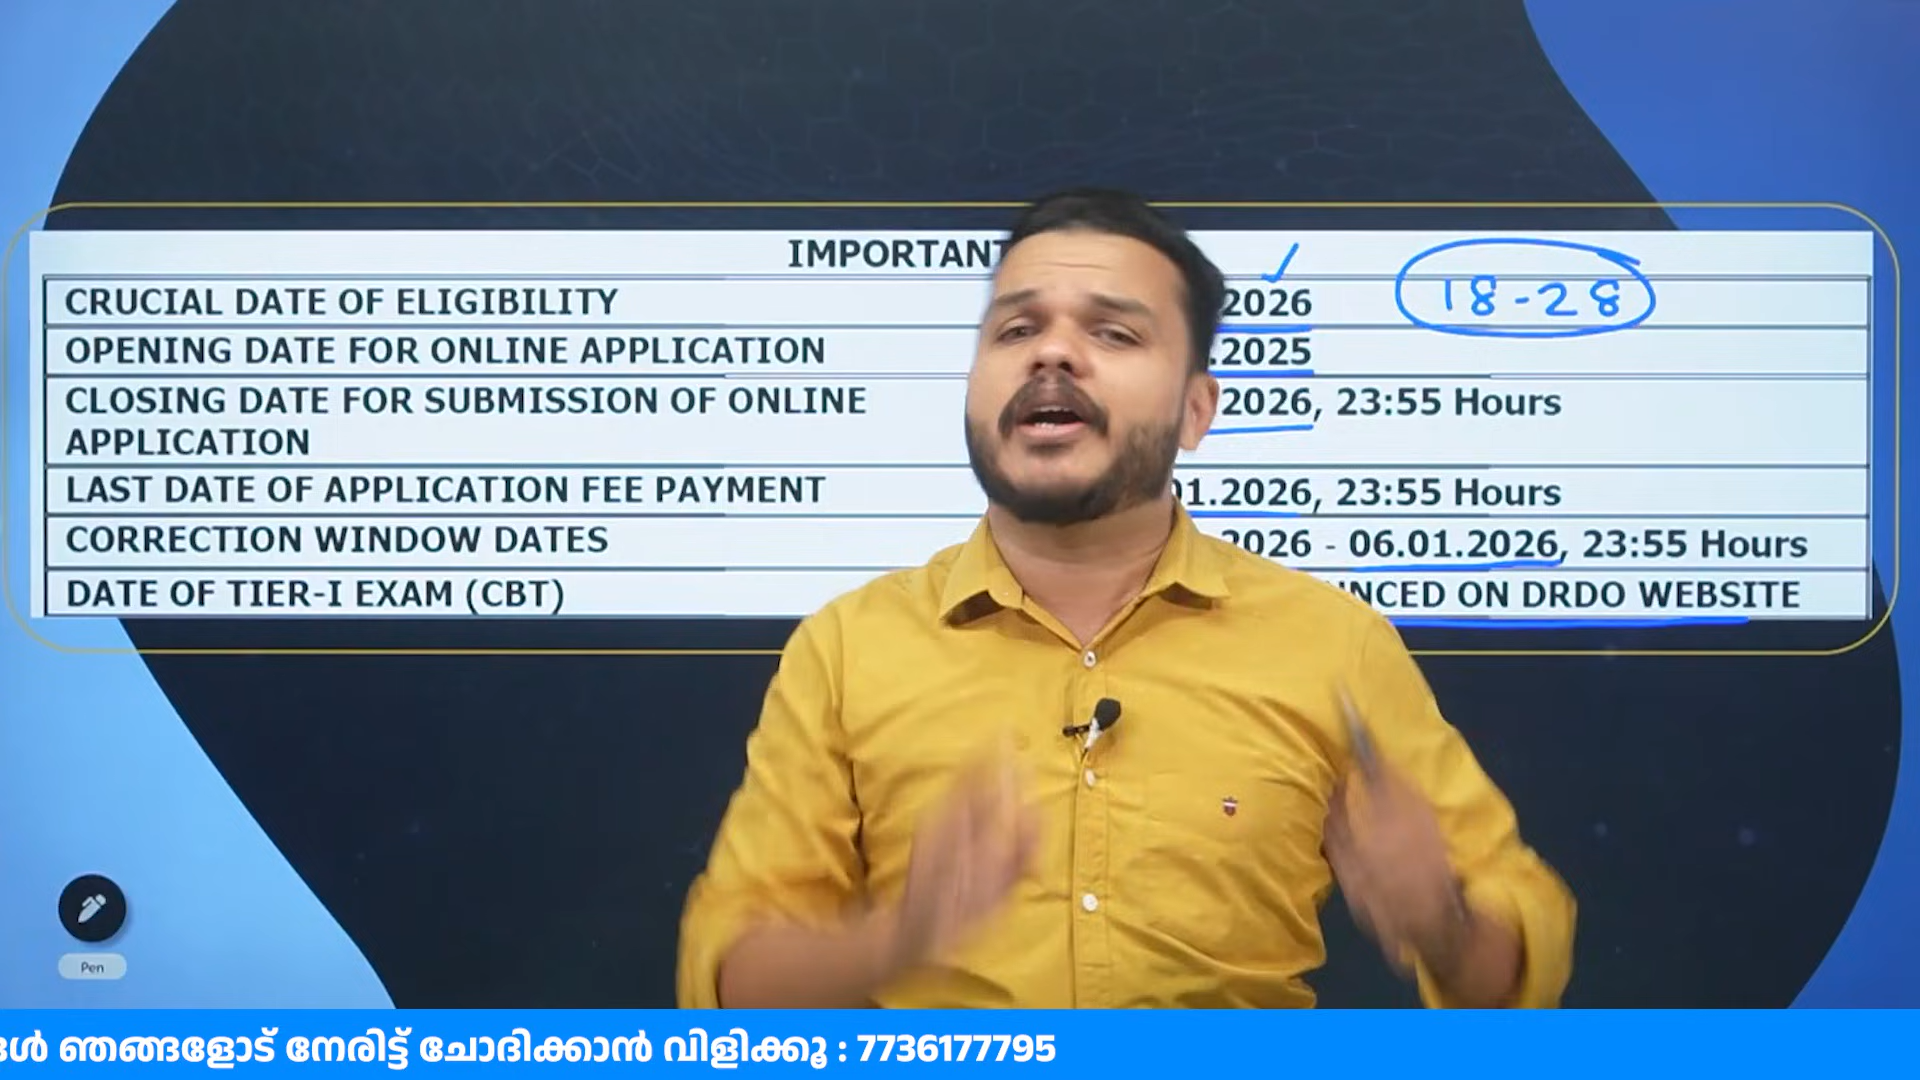 IMPORTANT
CRUCIAL DATE OF ELIGIBILITY 2026 18-28
OPENING DATE FOR ONLINE APPLICATION .2025
CLOSING DATE FOR SUBMISSION OF ONLINE 2026, 23:55 Hours
APPLICATION
LAST DATE OF APPLICATION FEE PAYMENT 01.2026, 23:55 Hours
CORRECTION WINDOW DATES 2026 - 06.01.2026, 23:55 Hours
DATE OF TIER-I EXAM (CBT) NCED ON DRDO WEBSITE
Pen
ഞങ്ങളോട് നേരിട്ട് ചോദിക്കാൻ വിളിക്കൂ : 7736177795